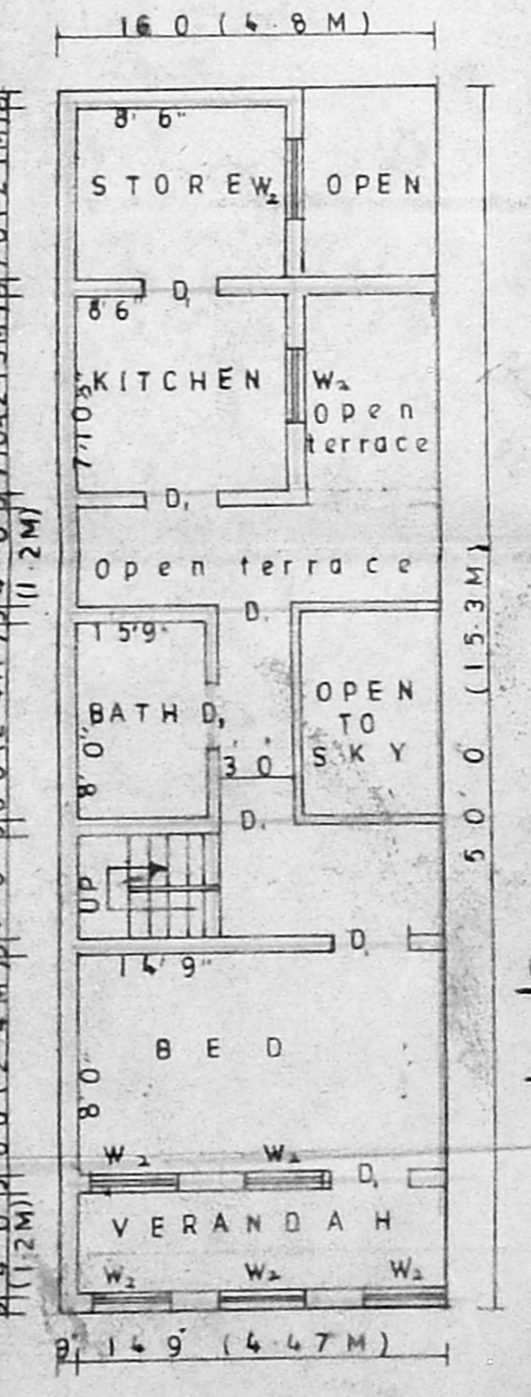 16 0 (4.8 M)
8' 6"
STORE W2 OPEN
D1
8' 6"
KITCHEN W2
7' 10 8"
Open
terrace
D1
(1.2M)
Open terrace
D1
15'9"
BATH D1
8' 0"
OPEN
TO
SKY
3' 0"
D1
50' 0 (15.3 M)
UP
D1
14' 9"
BED
8' 0"
W2 W2 D1
VERANDAH
(1.2M)
W2 W2 W2
9" 14 9" (4.47 M)